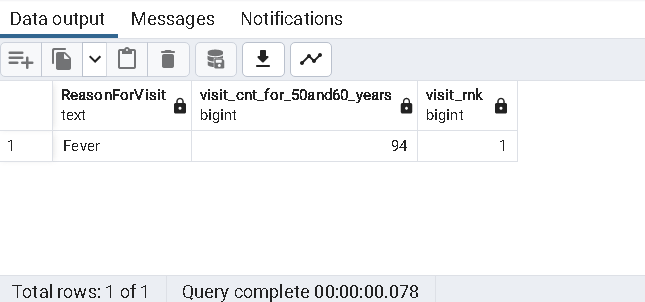 Data output Messages Notifications
ReasonForVisit visit_cnt_for_50and60_years visit_rnk
text bigint bigint
1 Fever 94 1
Total rows: 1 of 1 Query complete 00:00:00.078